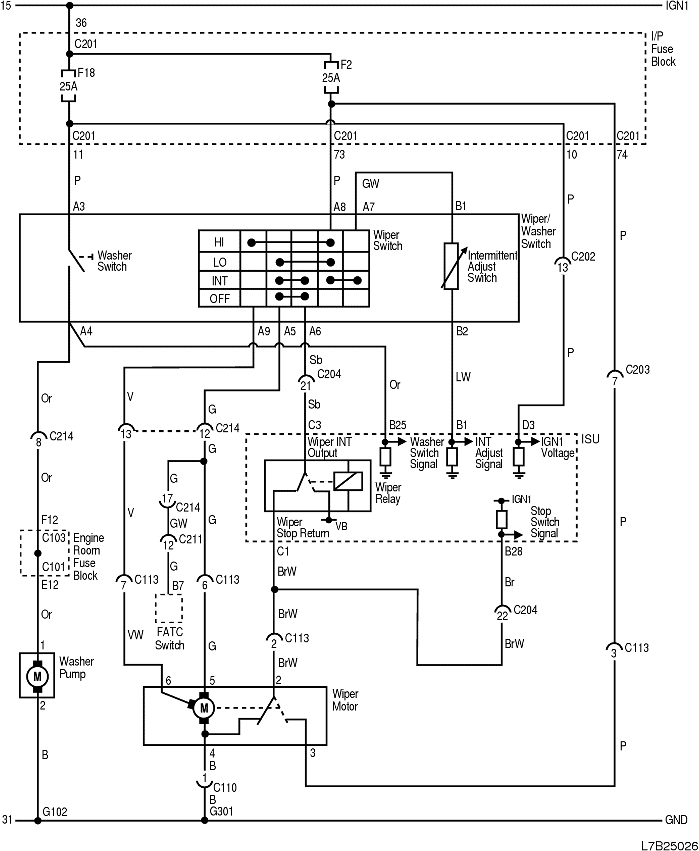 15
IGN1
36
C201
I/P
Fuse
Block
F18
25A
F2
25A
C201
C201
C201
C201
11
73
10
74
P
P
GW
P
P
A3
A8
A7
B1
Wiper/
Washer
Switch
Washer
Switch
HI
LO
INT
OFF
Wiper
Switch
Intermittent
Adjust
Switch
C202
13
A4
A9
A5
A6
B2
Sb
C204
21
P
C203
7
Or
V
G
Sb
Or
LW
C214
8
13
12
C214
C3
B25
B1
D3
ISU
Wiper INT
Output
Washer
Switch
Signal
INT
Adjust
Signal
IGN1
Voltage
G
G
Or
17
C214
Wiper
Relay
IGN1
V
GW
G
F12
VB
Stop
Switch
Signal
P
C103
C101
Engine
Room
Fuse
Block
12
C211
Wiper
Stop Return
C1
B28
E12
7
C113
G
B7
6
C113
BrW
Br
Or
FATC
Switch
BrW
22
C204
VW
G
2
C113
BrW
3
C113
1
Washer
Pump
M
BrW
6
5
2
Wiper
Motor
2
M
B
4
3
B
P
1
C110
B
31
G102
G301
GND
L7B25026